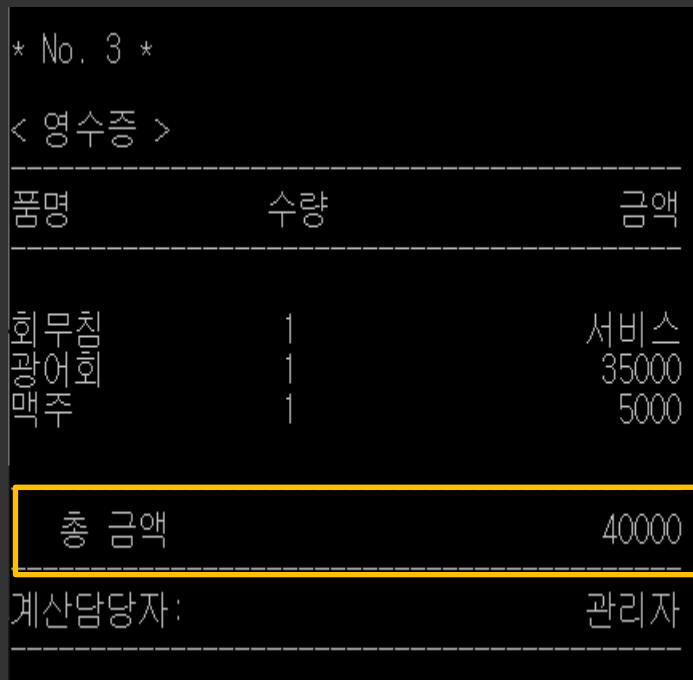 * No. 3 *
< 영수증 >
품명 수량 금액
회무침 1 서비스
광어회 1 35000
맥주 1 5000
총 금액 40000
계산담당자: 관리자